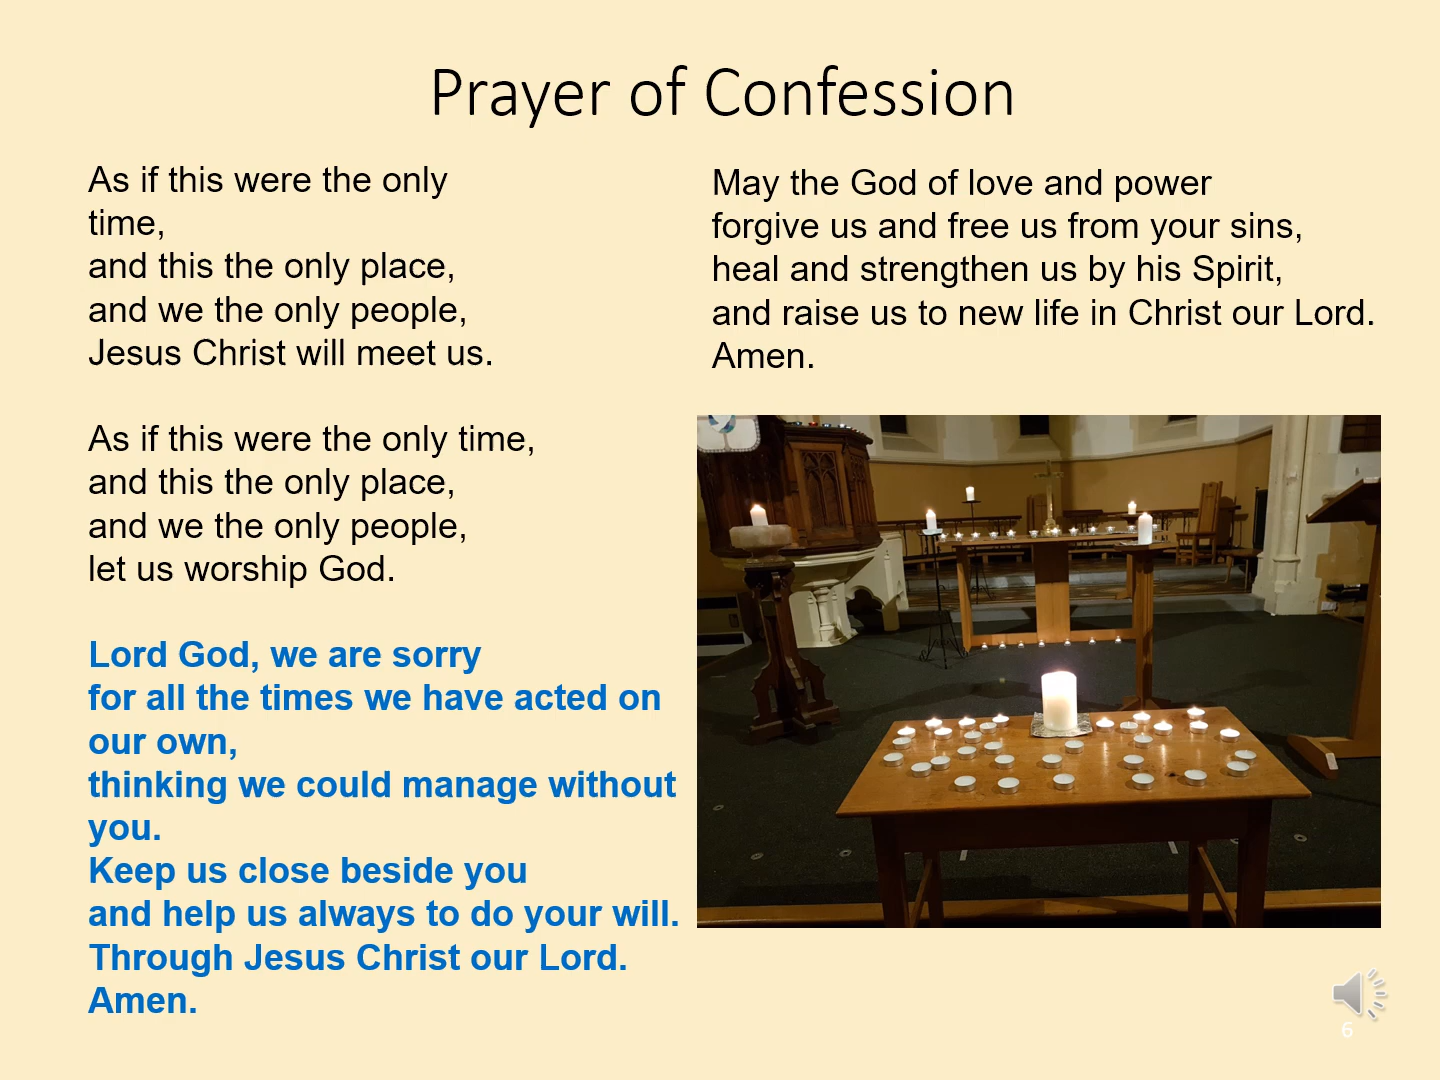 Prayer of Confession
As if this were the only
time,
and this the only place,
and we the only people,
Jesus Christ will meet us.
As if this were the only time,
and this the only place,
and we the only people,
let us worship God.
Lord God, we are sorry
for all the times we have acted on
our own,
thinking we could manage without
you.
Keep us close beside you
and help us always to do your will.
Through Jesus Christ our Lord.
Amen.
May the God of love and power
forgive us and free us from your sins,
heal and strengthen us by his Spirit,
and raise us to new life in Christ our Lord.
Amen.
6